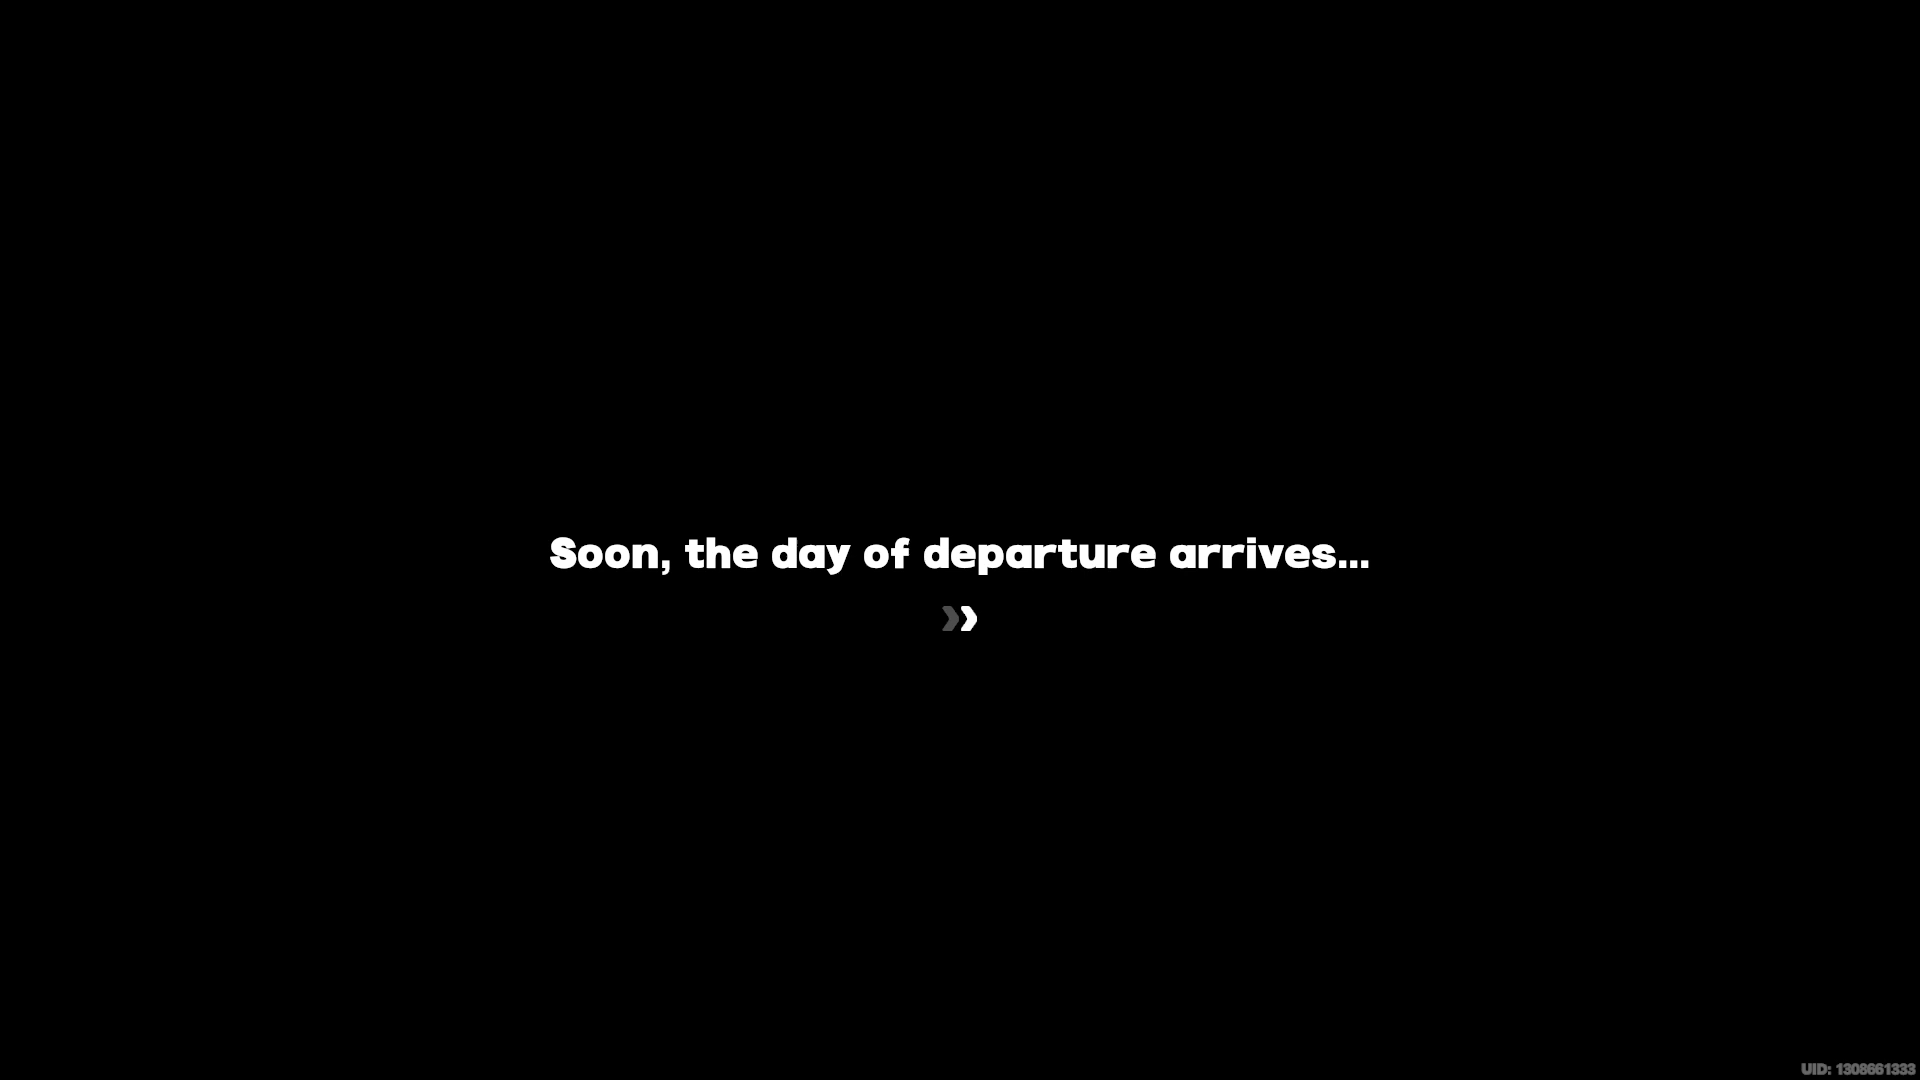 Soon, the day of departure arrives...
UID: 1308661333